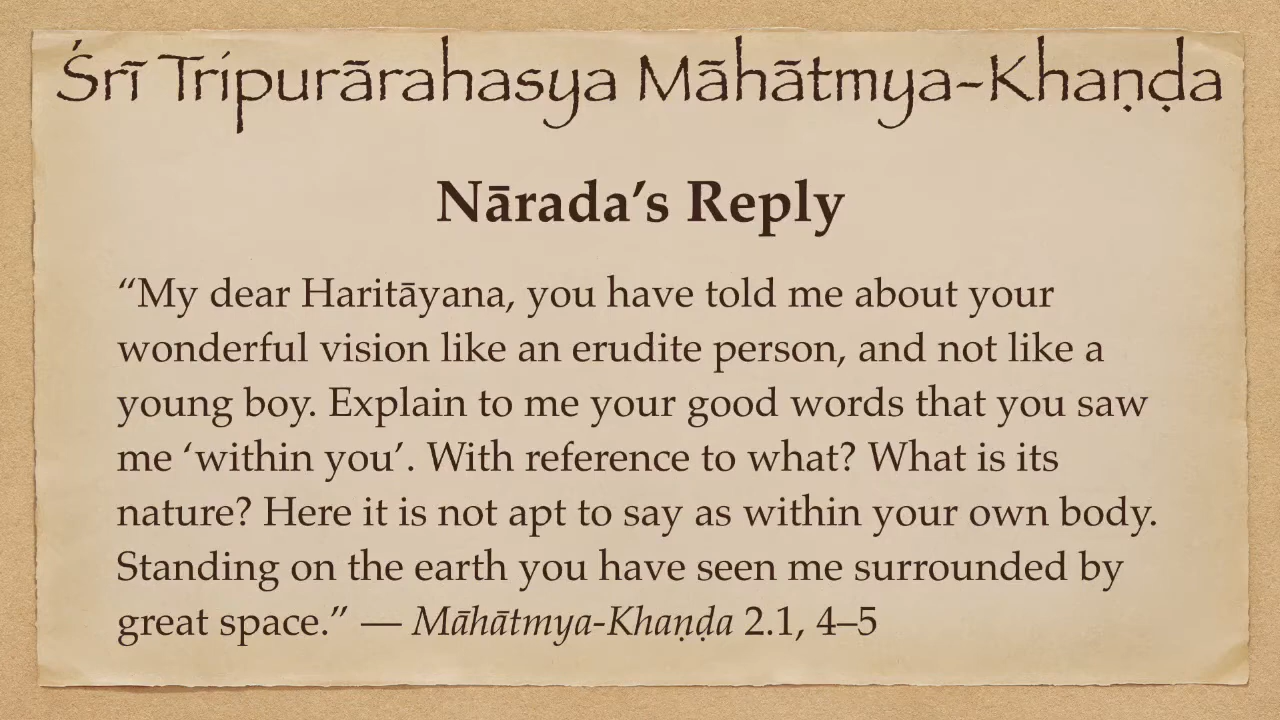 Śrī Tripurārahasya Māhātmya-Khaṇḍa
Nārada’s Reply
“My dear Haritāyana, you have told me about your
wonderful vision like an erudite person, and not like a
young boy. Explain to me your good words that you saw
me ‘within you’. With reference to what? What is its
nature? Here it is not apt to say as within your own body.
Standing on the earth you have seen me surrounded by
great space.” — Māhātmya-Khaṇḍa 2.1, 4–5